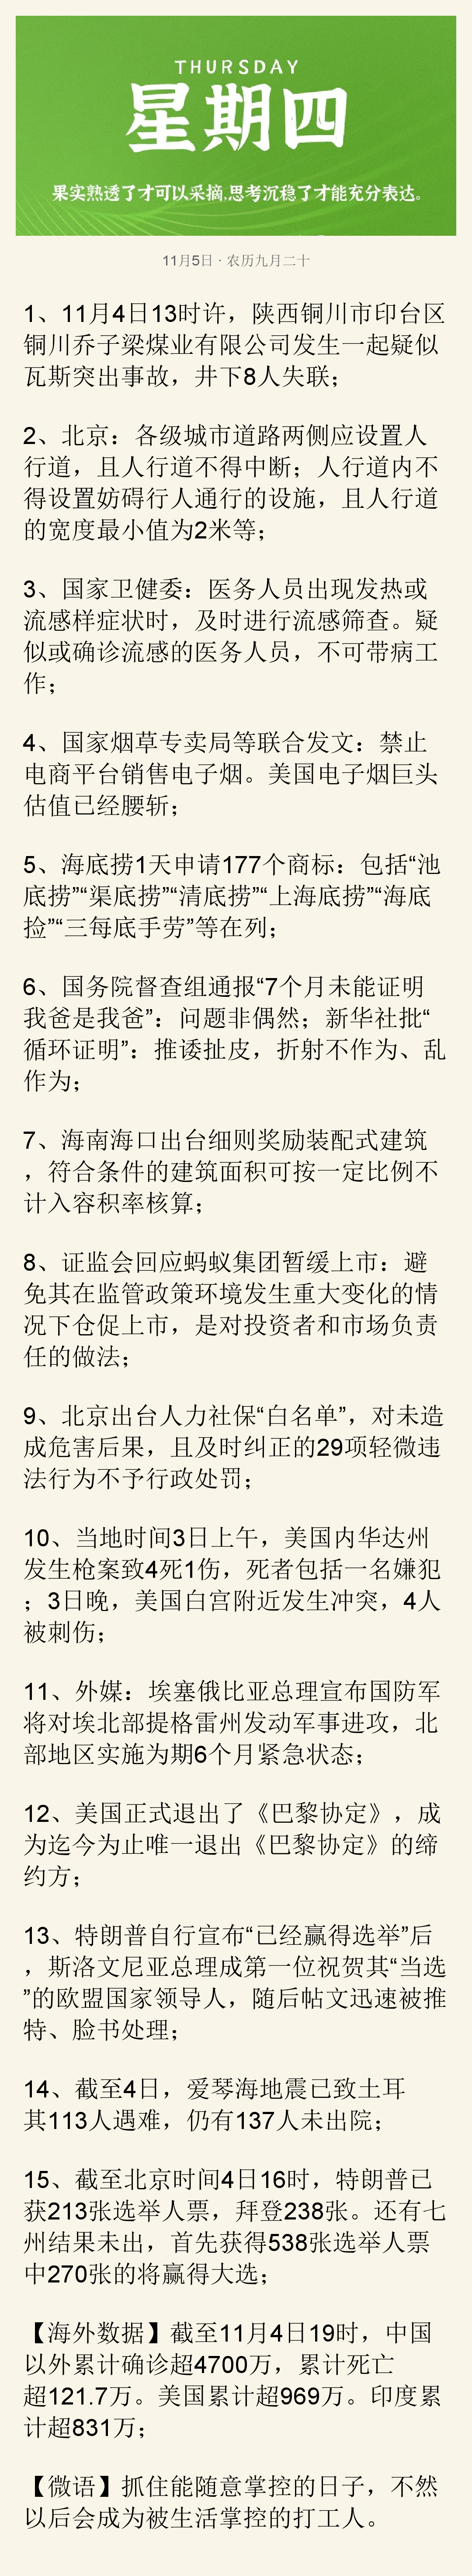 THURSDAY
星期四
果实熟透了才可以采摘,思考沉稳了才能充分表达。
11月5日 · 农历九月二十
1、11月4日13时许，陕西铜川市印台区
铜川乔子梁煤业有限公司发生一起疑似
瓦斯突出事故，井下8人失联；
2、北京：各级城市道路两侧应设置人
行道，且人行道不得中断；人行道内不
得设置妨碍行人通行的设施，且人行道
的宽度最小值为2米等；
3、国家卫健委：医务人员出现发热或
流感样症状时，及时进行流感筛查。疑
似或确诊流感的医务人员，不可带病工
作；
4、国家烟草专卖局等联合发文：禁止
电商平台销售电子烟。美国电子烟巨头
估值已经腰斩；
5、海底捞1天申请177个商标：包括“池
底捞”“渠底捞”“清底捞”“上海底捞”“海底
捡”“三每底手劳”等在列；
6、国务院督查组通报“7个月未能证明
我爸是我爸”：问题非偶然；新华社批“
循环证明”：推诿扯皮，折射不作为、乱
作为；
7、海南海口出台细则奖励装配式建筑
，符合条件的建筑面积可按一定比例不
计入容积率核算；
8、证监会回应蚂蚁集团暂缓上市：避
免其在监管政策环境发生重大变化的情
况下仓促上市，是对投资者和市场负责
任的做法；
9、北京出台人力社保“白名单”，对未造
成危害后果，且及时纠正的29项轻微违
法行为不予行政处罚；
10、当地时间3日上午，美国内华达州
发生枪案致4死1伤，死者包括一名嫌犯
；3日晚，美国白宫附近发生冲突，4人
被刺伤；
11、外媒：埃塞俄比亚总理宣布国防军
将对埃北部提格雷州发动军事进攻，北
部地区实施为期6个月紧急状态；
12、美国正式退出了《巴黎协定》，成
为迄今为止唯一退出《巴黎协定》的缔
约方；
13、特朗普自行宣布“已经赢得选举”后
，斯洛文尼亚总理成第一位祝贺其“当选
”的欧盟国家领导人，随后帖文迅速被推
特、脸书处理；
14、截至4日，爱琴海地震已致土耳
其113人遇难，仍有137人未出院；
15、截至北京时间4日16时，特朗普已
获213张选举人票，拜登238张。还有七
州结果未出，首先获得538张选举人票
中270张的将赢得大选；
【海外数据】截至11月4日19时，中国
以外累计确诊超4700万，累计死亡
超121.7万。美国累计超969万。印度累
计超831万；
【微语】抓住能随意掌控的日子，不然
以后会成为被生活掌控的打工人。